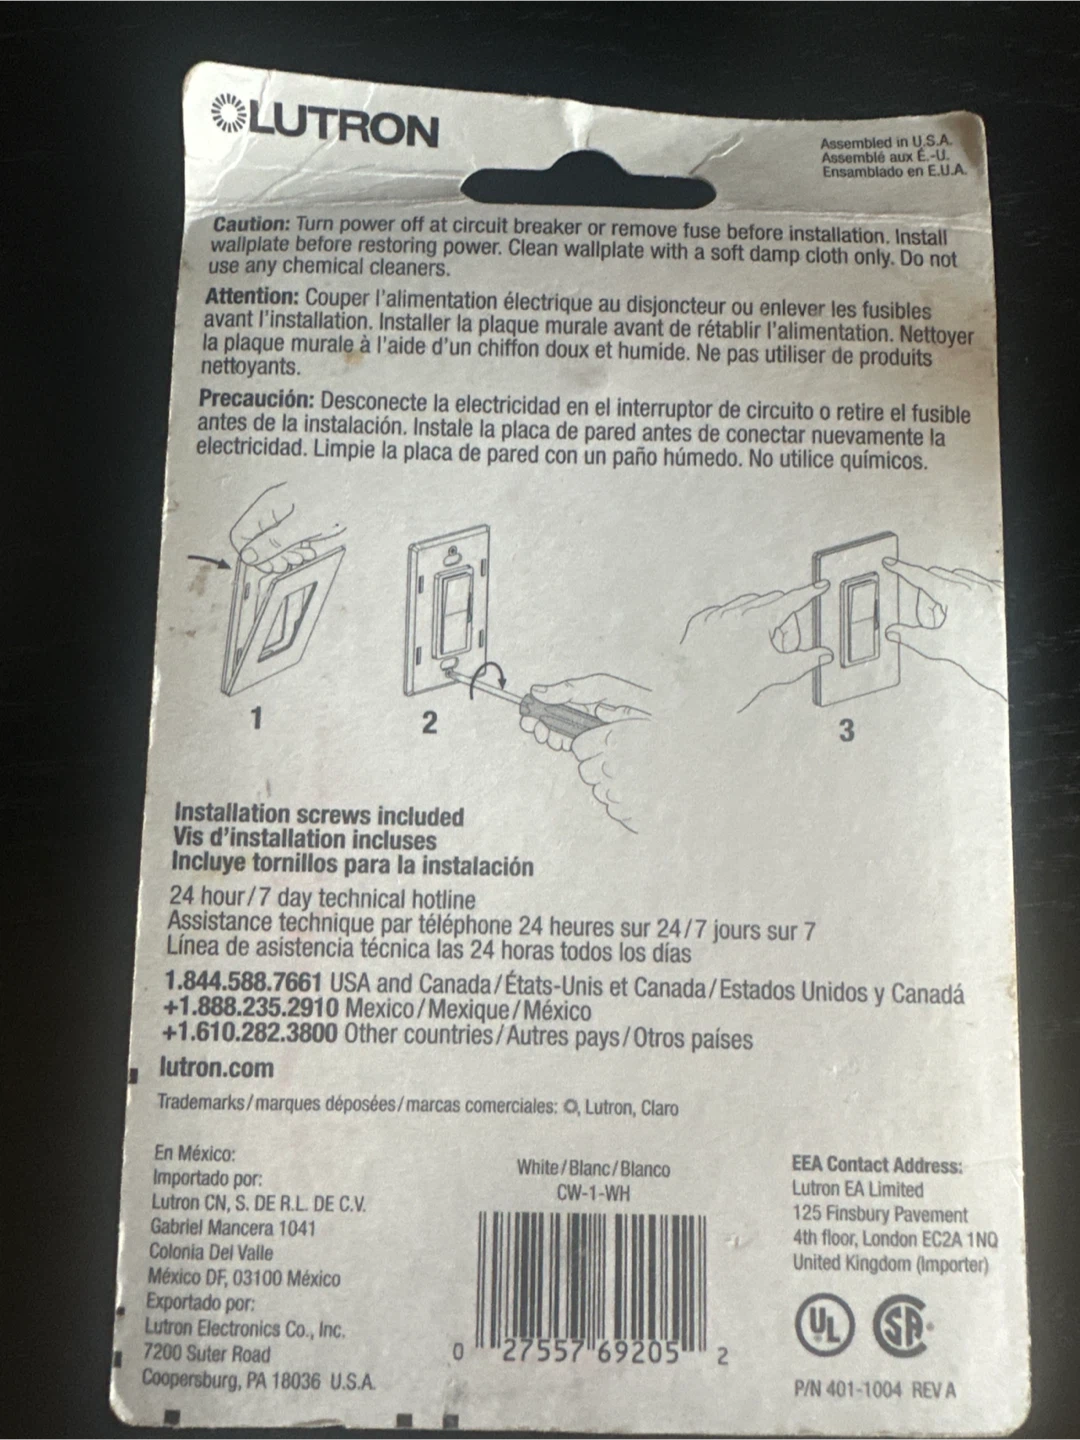 LUTRON
Assembled in U.S.A.
Assemblé aux É.-U.
Ensamblado en E.U.A.
Caution: Turn power off at circuit breaker or remove fuse before installation. Install
wallplate before restoring power. Clean wallplate with a soft damp cloth only. Do not
use any chemical cleaners.
Attention: Couper l'alimentation électrique au disjoncteur ou enlever les fusibles
avant l'installation. Installer la plaque murale avant de rétablir l'alimentation. Nettoyer
la plaque murale à l'aide d'un chiffon doux et humide. Ne pas utiliser de produits
nettoyants.
Precaución: Desconecte la electricidad en el interruptor de circuito o retire el fusible
antes de la instalación. Instale la placa de pared antes de conectar nuevamente la
electricidad. Limpie la placa de pared con un paño húmedo. No utilice químicos.
1
2
3
Installation screws included
Vis d'installation incluses
Incluye tornillos para la instalación
24 hour/7 day technical hotline
Assistance technique par téléphone 24 heures sur 24/7 jours sur 7
Línea de asistencia técnica las 24 horas todos los días
1.844.588.7661 USA and Canada/États-Unis et Canada/Estados Unidos y Canadá
+1.888.235.2910 Mexico/Mexique/México
+1.610.282.3800 Other countries/Autres pays/Otros países
lutron.com
Trademarks/marques déposées/marcas comerciales: , Lutron, Claro
En México:
Importado por:
Lutron CN, S. DE R.L. DE C.V.
Gabriel Mancera 1041
Colonia Del Valle
México DF, 03100 México
Exportado por:
Lutron Electronics Co., Inc.
7200 Suter Road
Coopersburg, PA 18036 U.S.A.
White/Blanc/Blanco
CW-1-WH
0 27557 69205 2
EEA Contact Address:
Lutron EA Limited
125 Finsbury Pavement
4th floor, London EC2A 1NQ
United Kingdom (Importer)
UL SA
P/N 401-1004 REV A